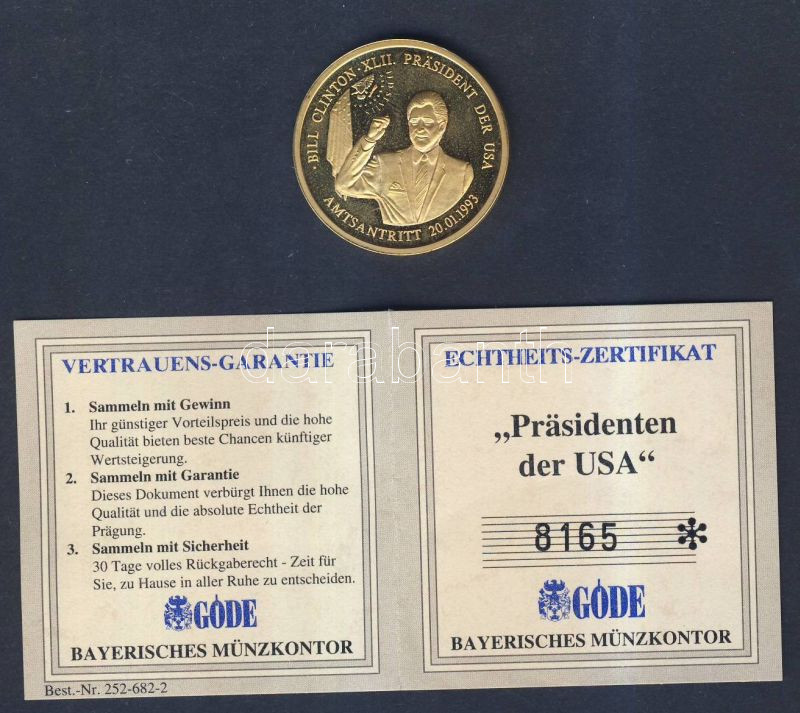 ·BILL CLINTON·XLII. PRÄSIDENT DER USA
AMTSANTRITT 20.01.1993
darabanth
VERTRAUENS-GARANTIE
1. Sammeln mit Gewinn
Ihr günstiger Vorteilspreis und die hohe
Qualität bieten beste Chancen künftiger
Wertsteigerung.
2. Sammeln mit Garantie
Dieses Dokument verbürgt Ihnen die hohe
Qualität und die absolute Echtheit der
Prägung.
3. Sammeln mit Sicherheit
30 Tage volles Rückgaberecht - Zeit für
Sie, zu Hause in aller Ruhe zu entscheiden.
GÖDE
BAYERISCHES MÜNZKONTOR
Best.-Nr. 252-682-2
ECHTHEITS-ZERTIFIKAT
„Präsidenten
der USA“
8165
GÖDE
BAYERISCHES MÜNZKONTOR